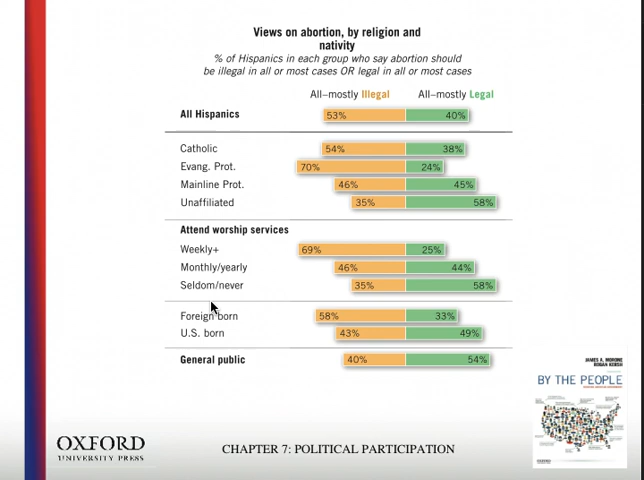 Views on abortion, by religion and
nativity
% of Hispanics in each group who say abortion should
be illegal in all or most cases OR legal in all or most cases
All–mostly Illegal All–mostly Legal
All Hispanics 53% 40%
Catholic 54% 38%
Evang. Prot. 70% 24%
Mainline Prot. 46% 45%
Unaffiliated 35% 58%
Attend worship services
Weekly+ 69% 25%
Monthly/yearly 46% 44%
Seldom/never 35% 58%
Foreign born 58% 33%
U.S. born 43% 49%
General public 40% 54%
JAMES A. MORONE
ROGAN KERSH
BY THE PEOPLE
OXFORD
UNIVERSITY PRESS
CHAPTER 7: POLITICAL PARTICIPATION